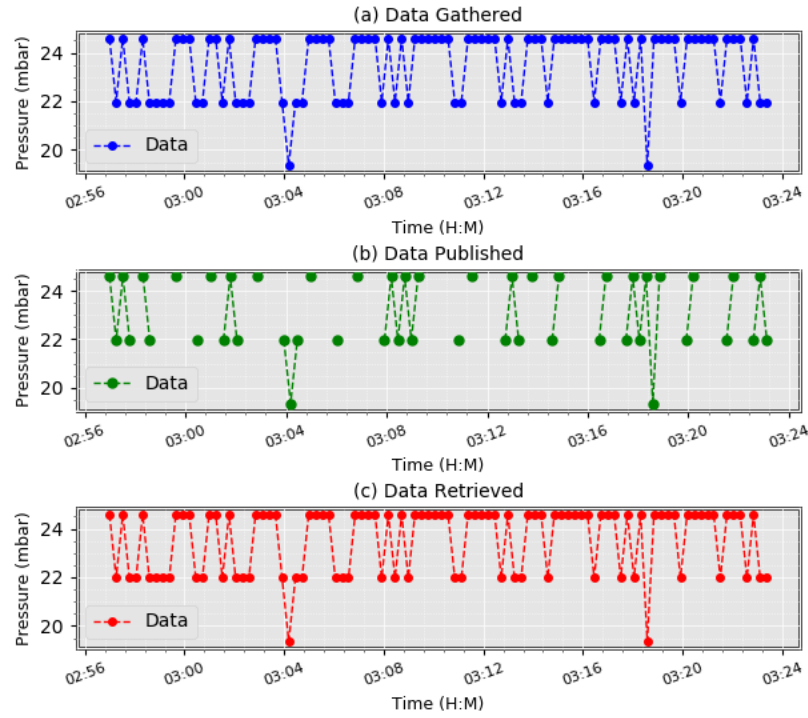 (a) Data Gathered
Pressure (mbar)
24
22
20
Data
02:56 03:00 03:04 03:08 03:12 03:16 03:20 03:24
Time (H:M)
(b) Data Published
Pressure (mbar)
24
22
20
Data
02:56 03:00 03:04 03:08 03:12 03:16 03:20 03:24
Time (H:M)
(c) Data Retrieved
Pressure (mbar)
24
22
20
Data
02:56 03:00 03:04 03:08 03:12 03:16 03:20 03:24
Time (H:M)